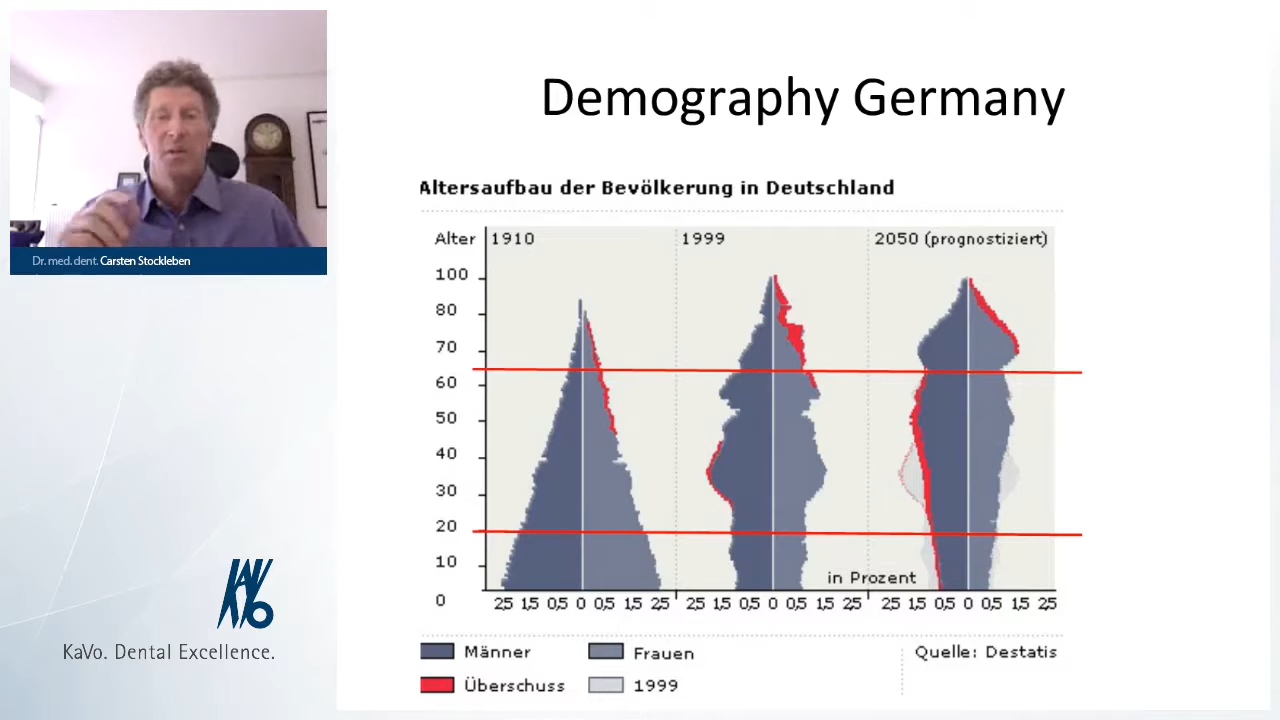 Demography Germany
Dr. med. dent. Carsten Stockleben
Altersaufbau der Bevölkerung in Deutschland
Alter 1910 1999 2050 (prognostiziert)
100
80
70
60
50
40
30
20
10
in Prozent
0
25 1,5 0,5 0 0,5 1,5 25 1,5 0,5 0 0,5 1,5 25 25 1,5 0,5 0 0,5 1,5 25
Männer Frauen Quelle: Destatis
Überschuss 1999
KAVO
KaVo. Dental Excellence.